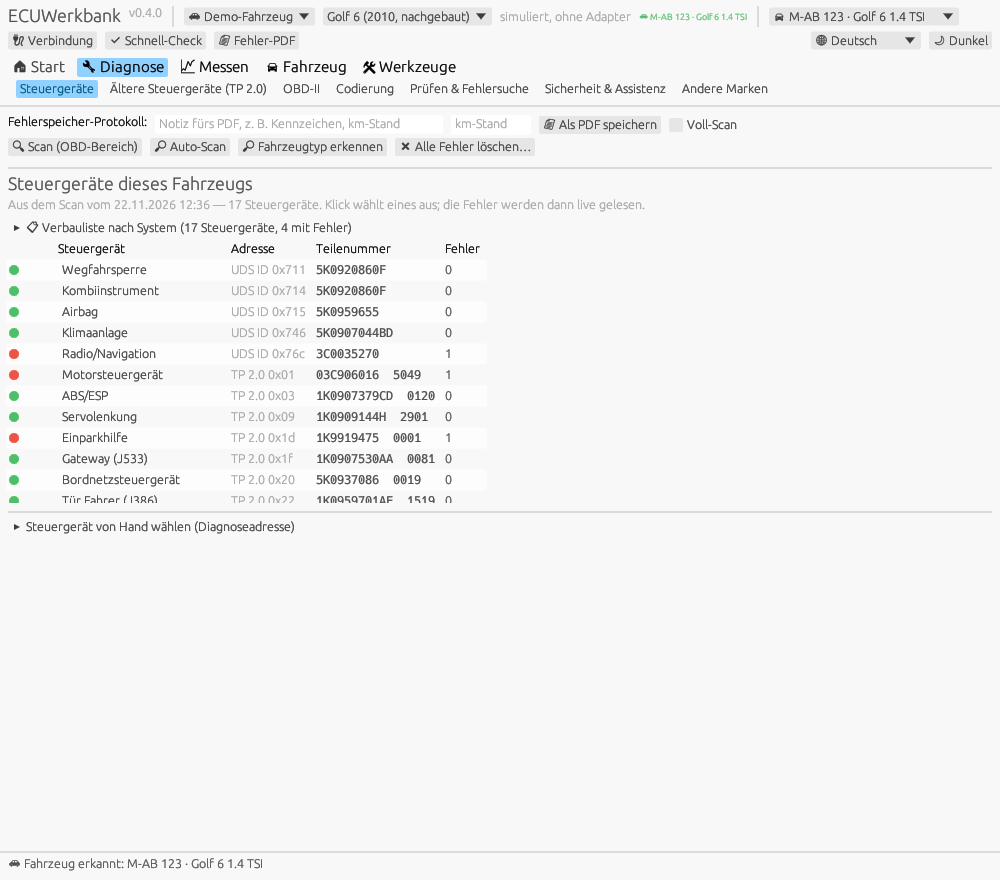 ECUWerkbank v0.4.0 Demo-Fahrzeug Golf 6 (2010, nachgebaut) simuliert, ohne Adapter M-AB 123 · Golf 6 1.4 TSI M-AB 123 · Golf 6 1.4 TSI
Verbindung Schnell-Check Fehler-PDF Deutsch Dunkel
Start Diagnose Messen Fahrzeug Werkzeuge
Steuergeräte Ältere Steuergeräte (TP 2.0) OBD-II Codierung Prüfen & Fehlersuche Sicherheit & Assistenz Andere Marken
Fehlerspeicher-Protokoll: Notiz fürs PDF, z. B. Kennzeichen, km-Stand km-Stand Als PDF speichern Voll-Scan
Scan (OBD-Bereich) Auto-Scan Fahrzeugtyp erkennen Alle Fehler löschen...
Steuergeräte dieses Fahrzeugs
Aus dem Scan vom 22.11.2026 12:36 — 17 Steuergeräte. Klick wählt eines aus; die Fehler werden dann live gelesen.
Verbauliste nach System (17 Steuergeräte, 4 mit Fehler)
Steuergerät Adresse Teilenummer Fehler
Wegfahrsperre UDS ID 0x711 5K0920860F 0
Kombiinstrument UDS ID 0x714 5K0920860F 0
Airbag UDS ID 0x715 5K0959655 0
Klimaanlage UDS ID 0x746 5K0907044BD 0
Radio/Navigation UDS ID 0x76c 3C0035270 1
Motorsteuergerät TP 2.0 0x01 03C906016 5049 1
ABS/ESP TP 2.0 0x03 1K0907379CD 0120 0
Servolenkung TP 2.0 0x09 1K0909144H 2901 0
Einparkhilfe TP 2.0 0x1d 1K9919475 0001 1
Gateway (J533) TP 2.0 0x1f 1K0907530AA 0081 0
Bordnetzsteuergerät TP 2.0 0x20 5K0937086 0019 0
Tür Fahrer (J386) TP 2.0 0x22 1K0959701AE 1519 0
Steuergerät von Hand wählen (Diagnoseadresse)
Fahrzeug erkannt: M-AB 123 · Golf 6 1.4 TSI